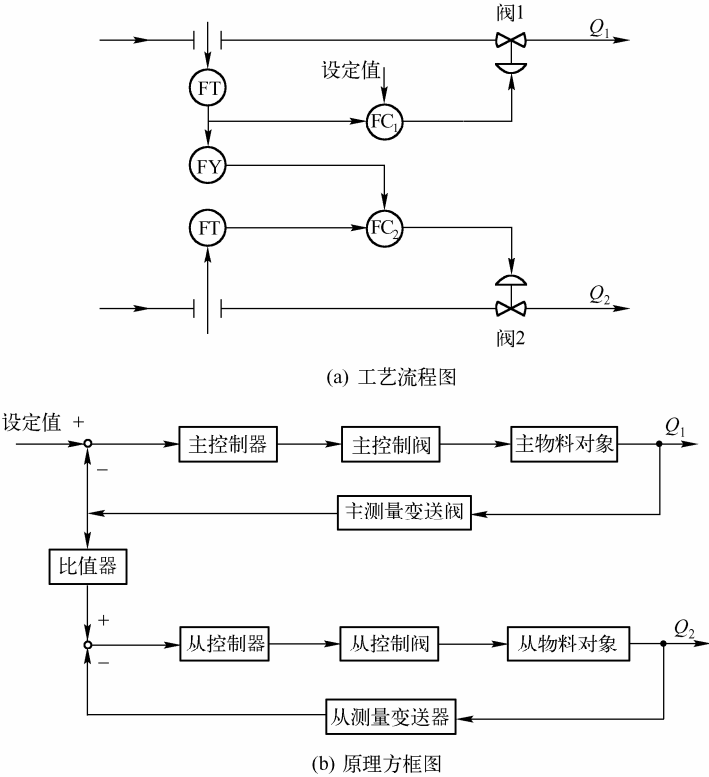 阀1
Q1
设定值
FT
FC1
FY
FT
FC2
Q2
阀2
(a) 工艺流程图
设定值 +
主控制器
主控制阀
主物料对象
Q1
−
主测量变送阀
比值器
+
从控制器
从控制阀
从物料对象
Q2
−
从测量变送器
(b) 原理方框图